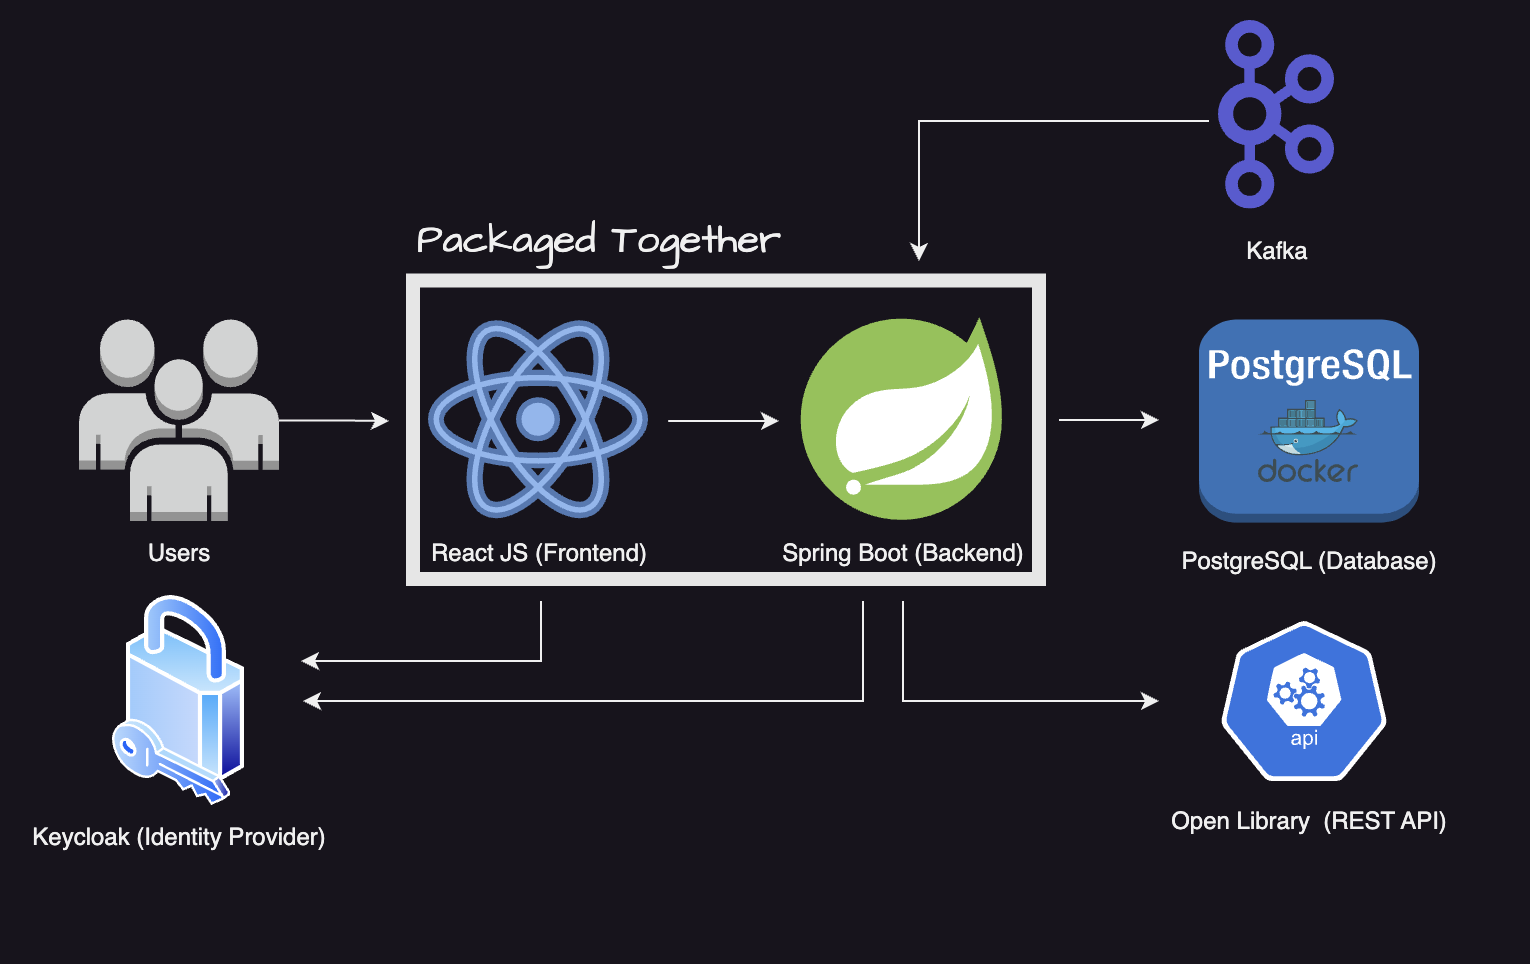 Kafka
Packaged Together
PostgreSQL
docker
Users
React JS (Frontend)
Spring Boot (Backend)
PostgreSQL (Database)
api
Open Library  (REST API)
Keycloak (Identity Provider)